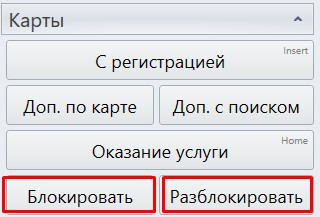 Карты
Insert
С регистрацией
Доп. по карте Доп. с поиском
Home
Оказание услуги
Блокировать Разблокировать